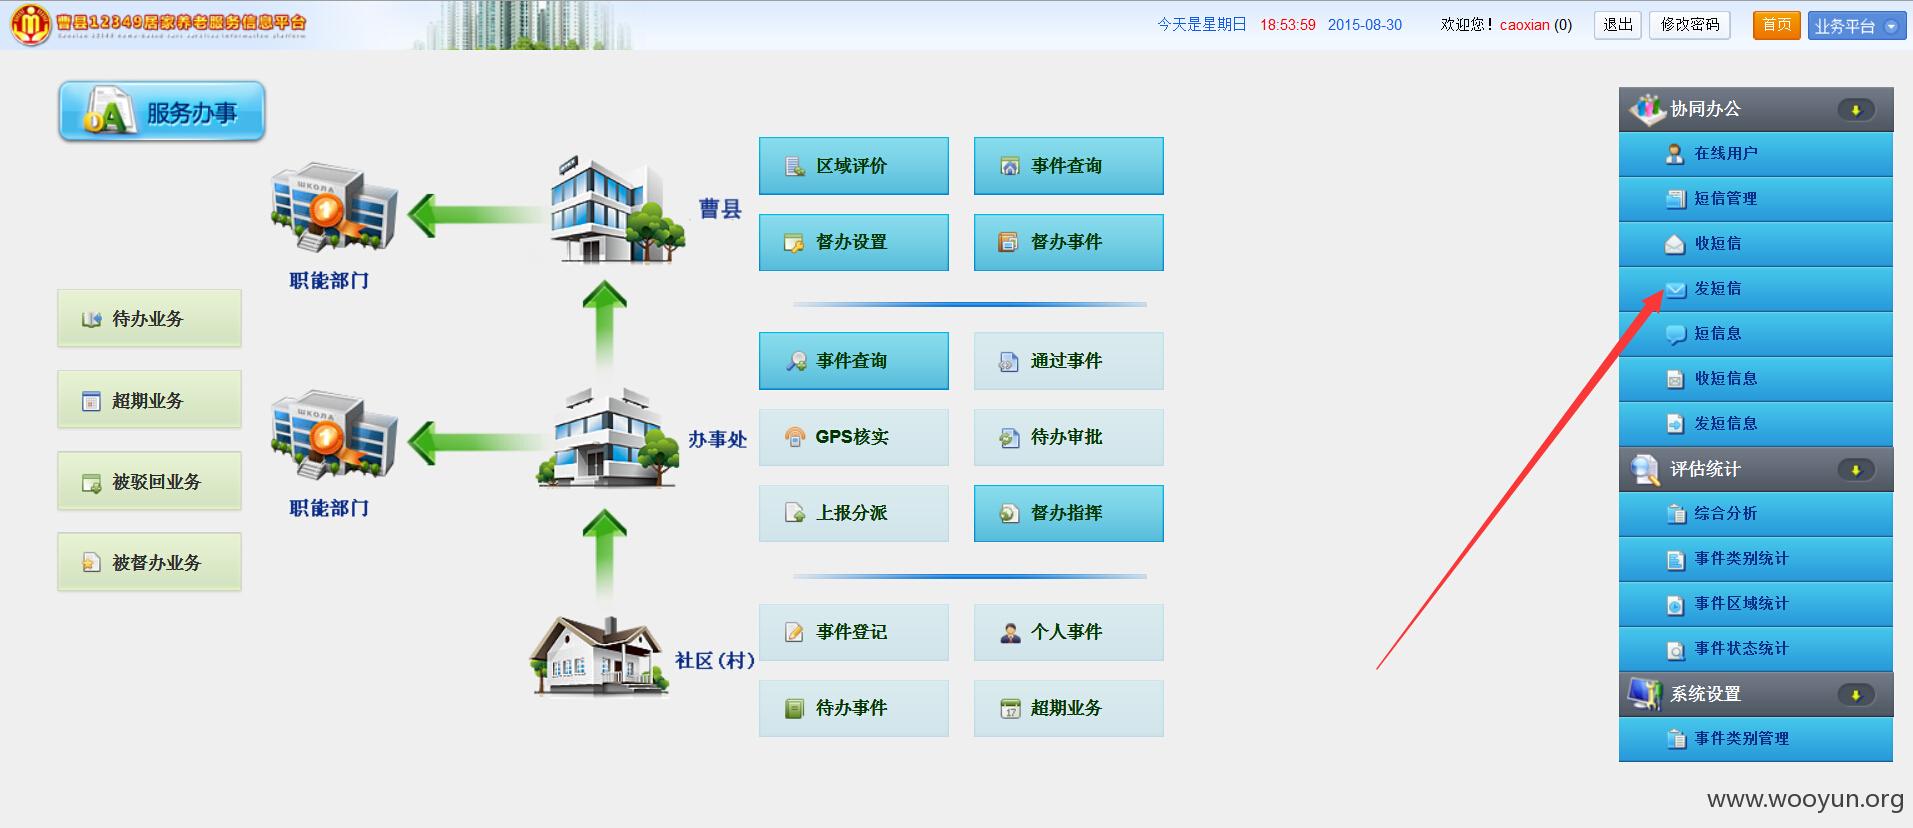 曹县12349居家养老服务信息平台
今天是星期日 18:53:59 2015-08-30 欢迎您！caoxian (0) 退出 修改密码 首页 业务平台
服务办事
待办业务
超期业务
被驳回业务
被督办业务
职能部门
曹县
职能部门
办事处
社区(村)
区域评价 事件查询
督办设置 督办事件
事件查询 通过事件
GPS核实 待办审批
上报分派 督办指挥
事件登记 个人事件
待办事件 超期业务
协同办公
在线用户
短信管理
收短信
发短信
短信息
收短信息
发短信息
评估统计
综合分析
事件类别统计
事件区域统计
事件状态统计
系统设置
事件类别管理
www.wooyun.org